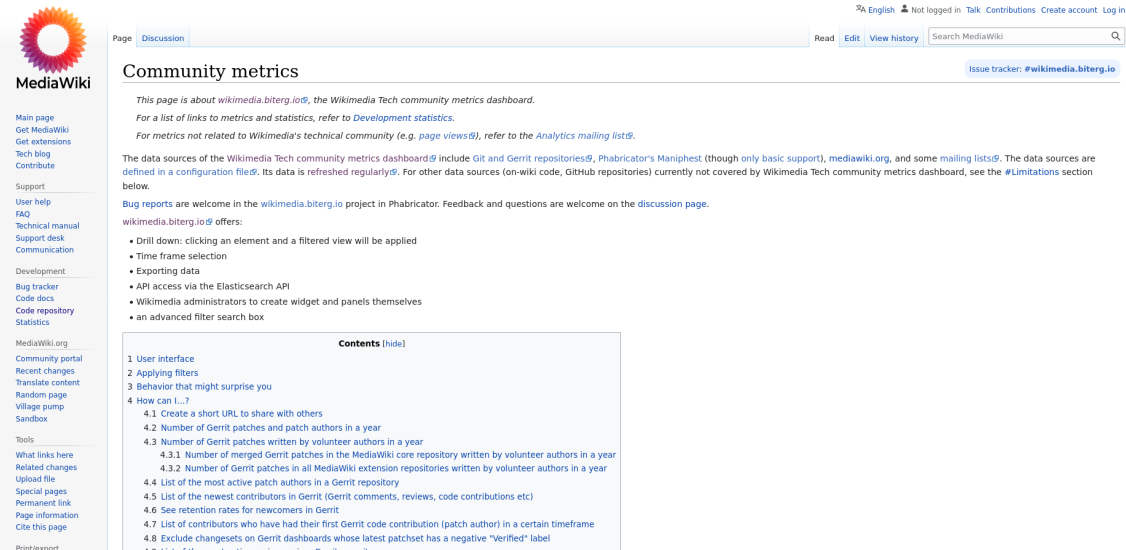 English Not logged in Talk Contributions Create account Log in
MediaWiki
Page Discussion Read Edit View history Search MediaWiki
Community metrics
Issue tracker: #wikimedia.biterg.io
This page is about wikimedia.biterg.io, the Wikimedia Tech community metrics dashboard.
For a list of links to metrics and statistics, refer to Development statistics.
For metrics not related to Wikimedia's technical community (e.g. page views), refer to the Analytics mailing list.
The data sources of the Wikimedia Tech community metrics dashboard include Git and Gerrit repositories, Phabricator's Maniphest (though only basic support), mediawiki.org, and some mailing lists. The data sources are
defined in a configuration file. Its data is refreshed regularly. For other data sources (on-wiki code, GitHub repositories) currently not covered by Wikimedia Tech community metrics dashboard, see the #Limitations section
below.
Bug reports are welcome in the wikimedia.biterg.io project in Phabricator. Feedback and questions are welcome on the discussion page.
wikimedia.biterg.io offers:
• Drill down: clicking an element and a filtered view will be applied
• Time frame selection
• Exporting data
• API access via the Elasticsearch API
• Wikimedia administrators to create widget and panels themselves
• an advanced filter search box
Contents [hide]
1 User interface
2 Applying filters
3 Behavior that might surprise you
4 How can I...?
4.1 Create a short URL to share with others
4.2 Number of Gerrit patches and patch authors in a year
4.3 Number of Gerrit patches written by volunteer authors in a year
4.3.1 Number of merged Gerrit patches in the MediaWiki core repository written by volunteer authors in a year
4.3.2 Number of Gerrit patches in all MediaWiki extension repositories written by volunteer authors in a year
4.4 List of the most active patch authors in a Gerrit repository
4.5 List of the newest contributors in Gerrit (Gerrit comments, reviews, code contributions etc)
4.6 See retention rates for newcomers in Gerrit
4.7 List of contributors who have had their first Gerrit code contribution (patch author) in a certain timeframe
4.8 Exclude changesets on Gerrit dashboards whose latest patchset has a negative "Verified" label
Main page
Get MediaWiki
Get extensions
Tech blog
Contribute
Support
User help
FAQ
Technical manual
Support desk
Communication
Development
Bug tracker
Code docs
Code repository
Statistics
MediaWiki.org
Community portal
Recent changes
Translate content
Random page
Village pump
Sandbox
Tools
What links here
Related changes
Upload file
Special pages
Permanent link
Page information
Cite this page
Print/export